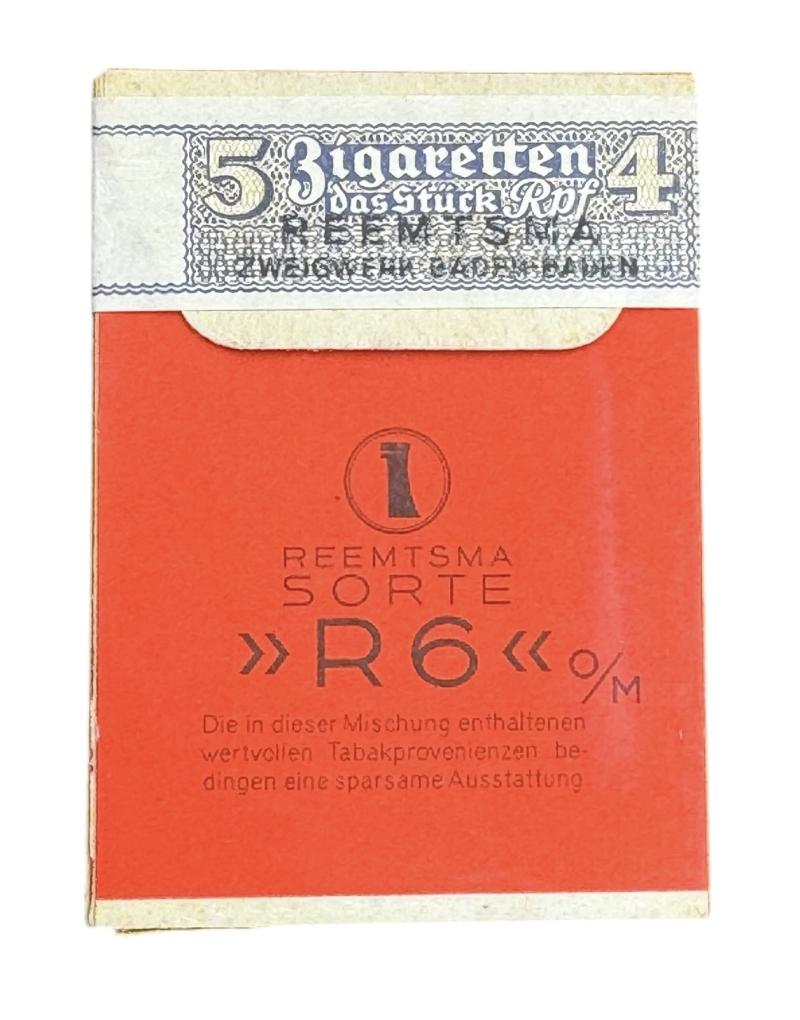 5 Zigaretten 4
das Stück Rpf
REEMTSMA
ZWEIGWERK BADEN-BADEN
REEMTSMA
SORTE
»R6« O/M
Die in dieser Mischung enthaltenen
wertvollen Tabakprovenienzen be-
dingen eine sparsame Ausstattung